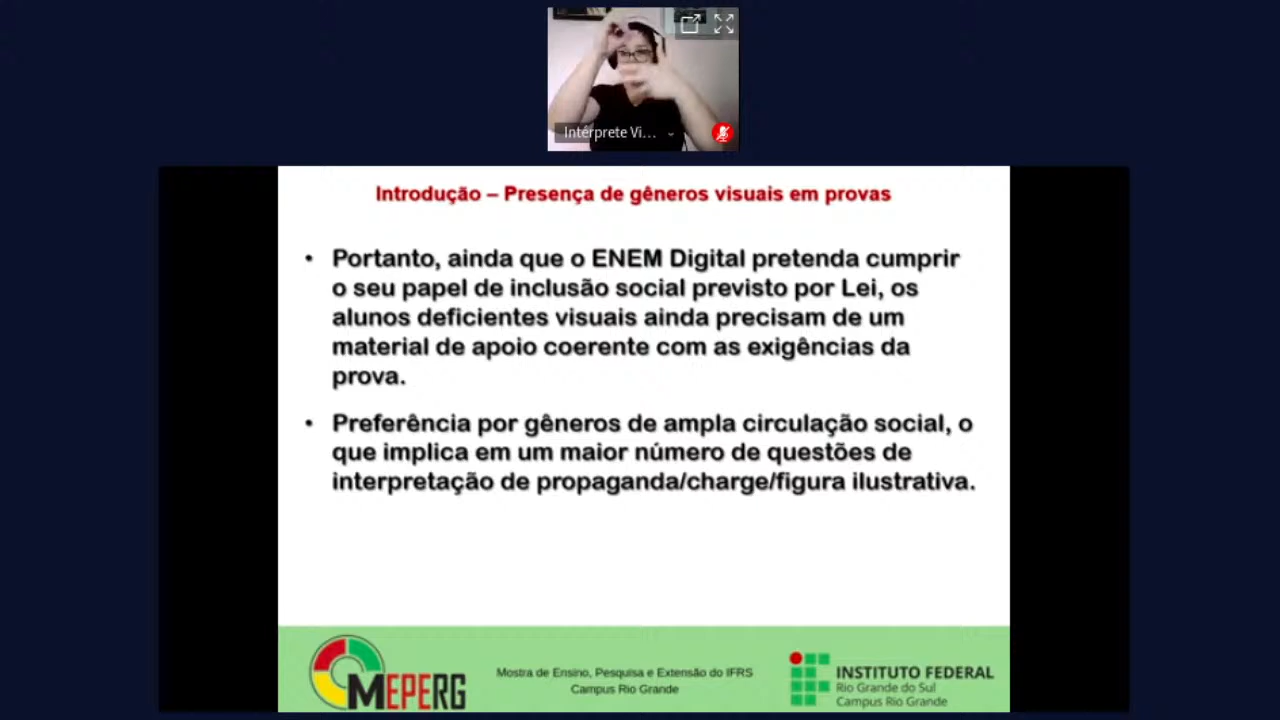 Intérprete Vi...
Introdução – Presença de gêneros visuais em provas
• Portanto, ainda que o ENEM Digital pretenda cumprir
o seu papel de inclusão social previsto por Lei, os
alunos deficientes visuais ainda precisam de um
material de apoio coerente com as exigências da
prova.
• Preferência por gêneros de ampla circulação social, o
que implica em um maior número de questões de
interpretação de propaganda/charge/figura ilustrativa.
MEPERG
Mostra de Ensino, Pesquisa e Extensão do IFRS
Campus Rio Grande
INSTITUTO FEDERAL
Rio Grande do Sul
Campus Rio Grande